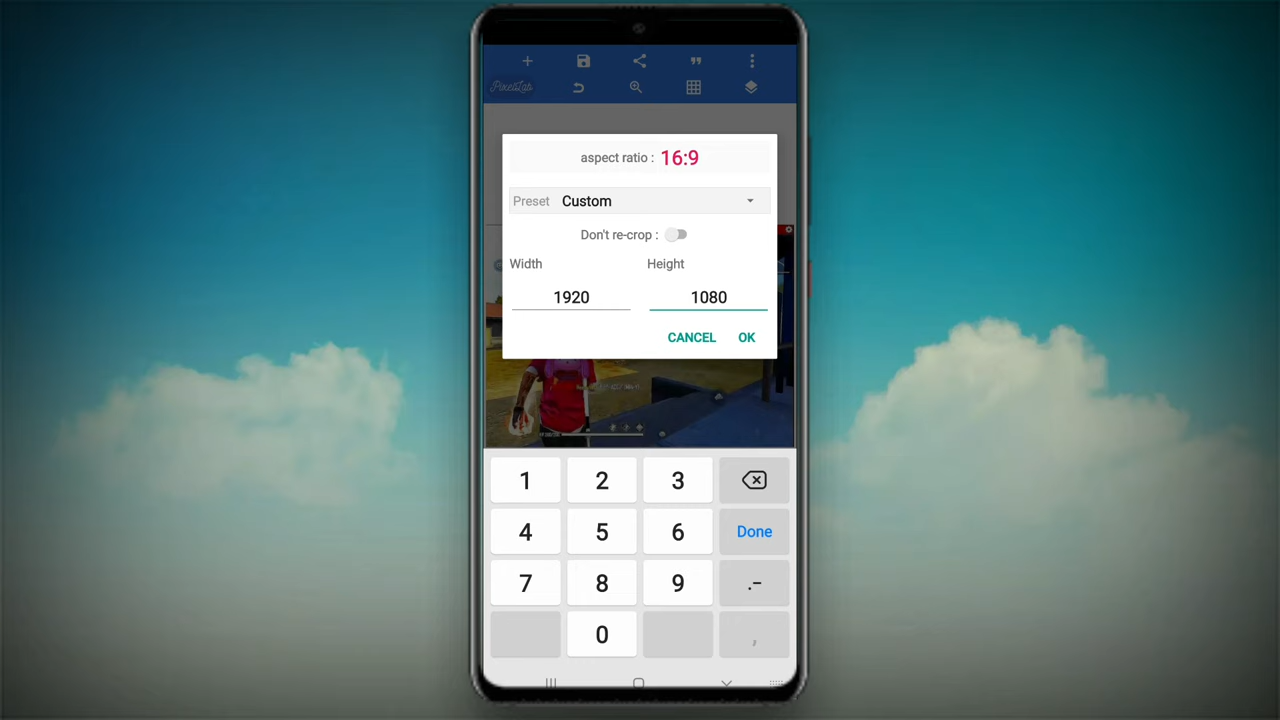 PixelLab
aspect ratio : 16:9
Preset Custom
Don't re-crop :
Width Height
1920 1080
CANCEL OK
1 2 3
4 5 6 Done
7 8 9 .-
0 ,